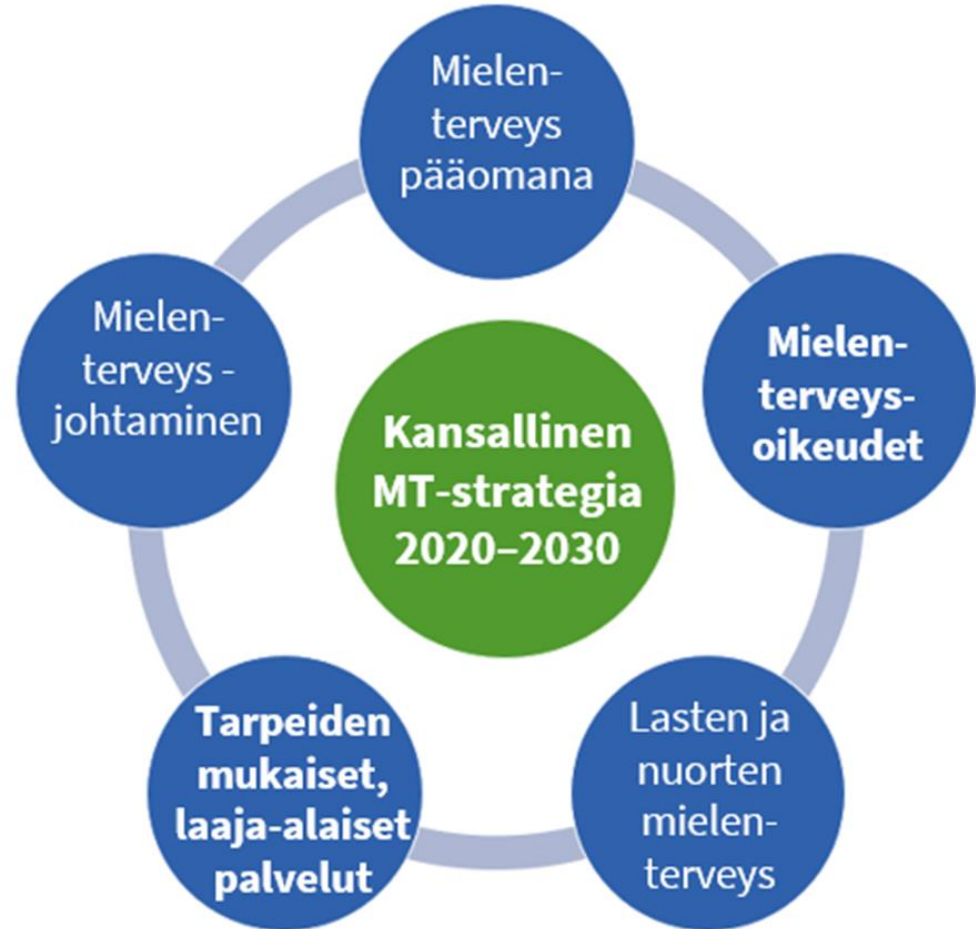 Mielen-
terveys
pääomana
Mielen-
terveys-
oikeudet
Lasten ja
nuorten
mielen-
terveys
Tarpeiden
mukaiset,
laaja-alaiset
palvelut
Mielen-
terveys -
johtaminen
Kansallinen
MT-strategia
2020–2030